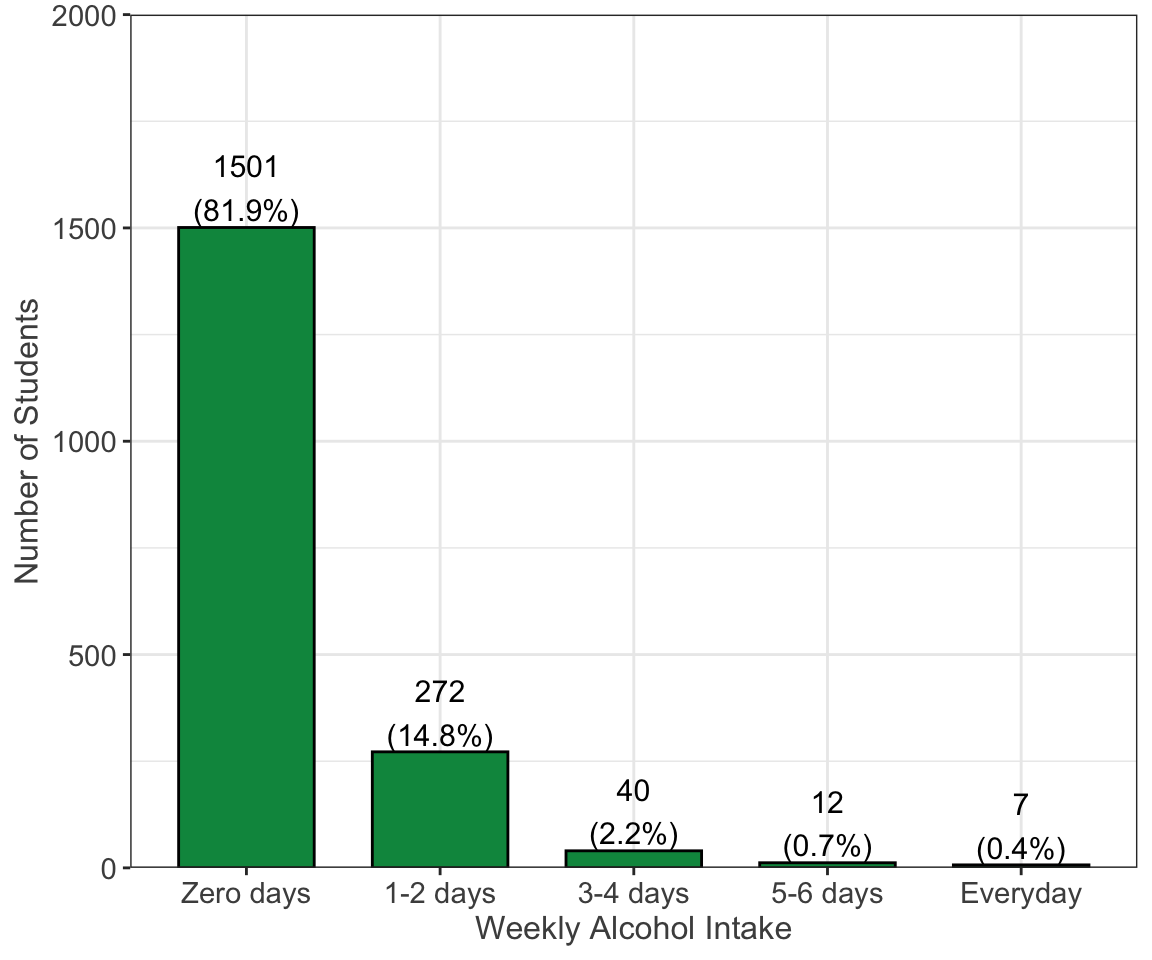 2000
1500
1000
500
0
Number of Students
1501
(81.9%)
272
(14.8%)
40
(2.2%)
12
(0.7%)
7
(0.4%)
Zero days
1-2 days
3-4 days
5-6 days
Everyday
Weekly Alcohol Intake